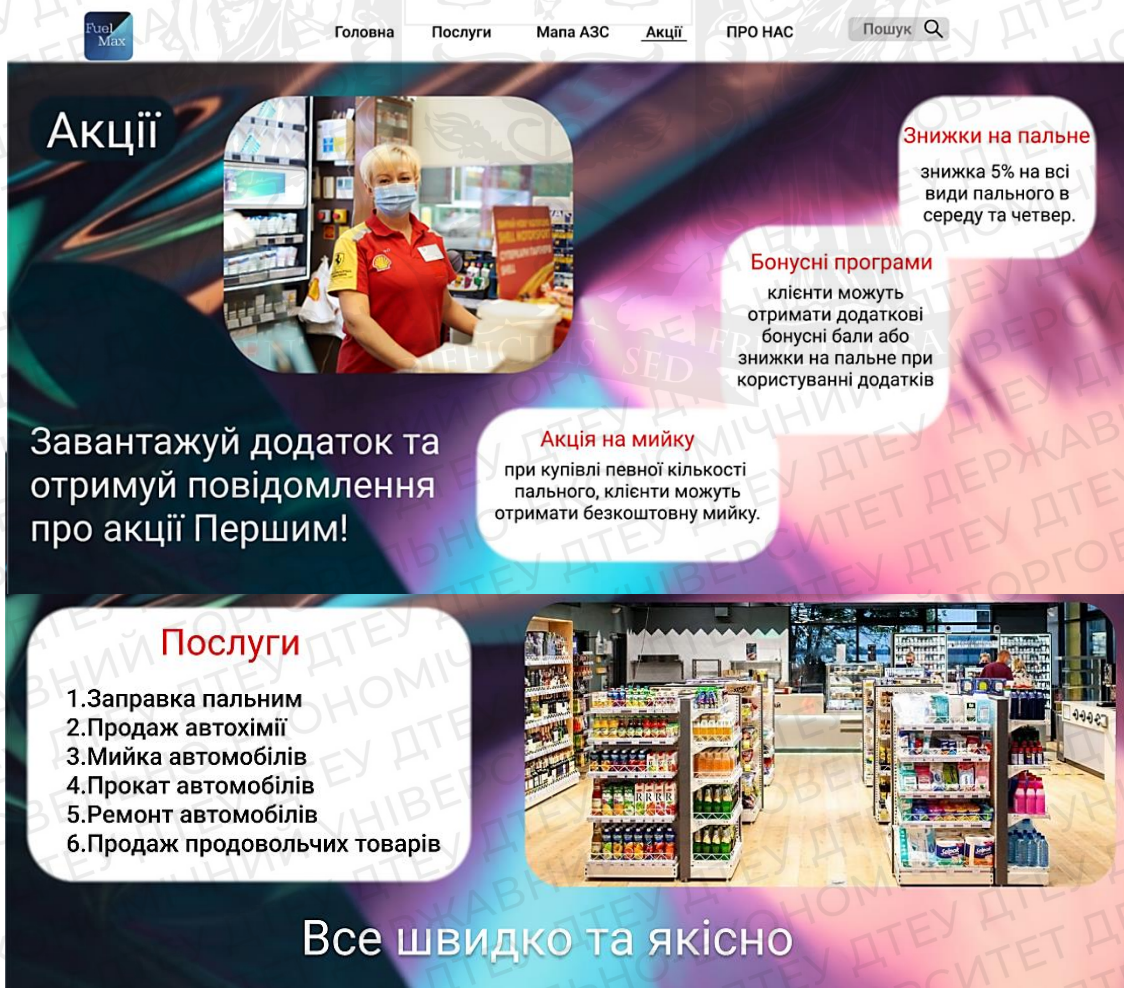 Fuel
Max
Головна Послуги Мапа АЗС Акції ПРО НАС Пошук
Акції
Знижки на пальне
знижка 5% на всі
види пального в
середу та четвер.
Бонусні програми
клієнти можуть
отримати додаткові
бонусні бали або
знижки на пальне при
користуванні додатків
Акція на мийку
при купівлі певної кількості
пального, клієнти можуть
отримати безкоштовну мийку.
Завантажуй додаток та
отримуй повідомлення
про акції Першим!
Послуги
1.Заправка пальним
2.Продаж автохімії
3.Мийка автомобілів
4.Прокат автомобілів
5.Ремонт автомобілів
6.Продаж продовольчих товарів
Все швидко та якісно